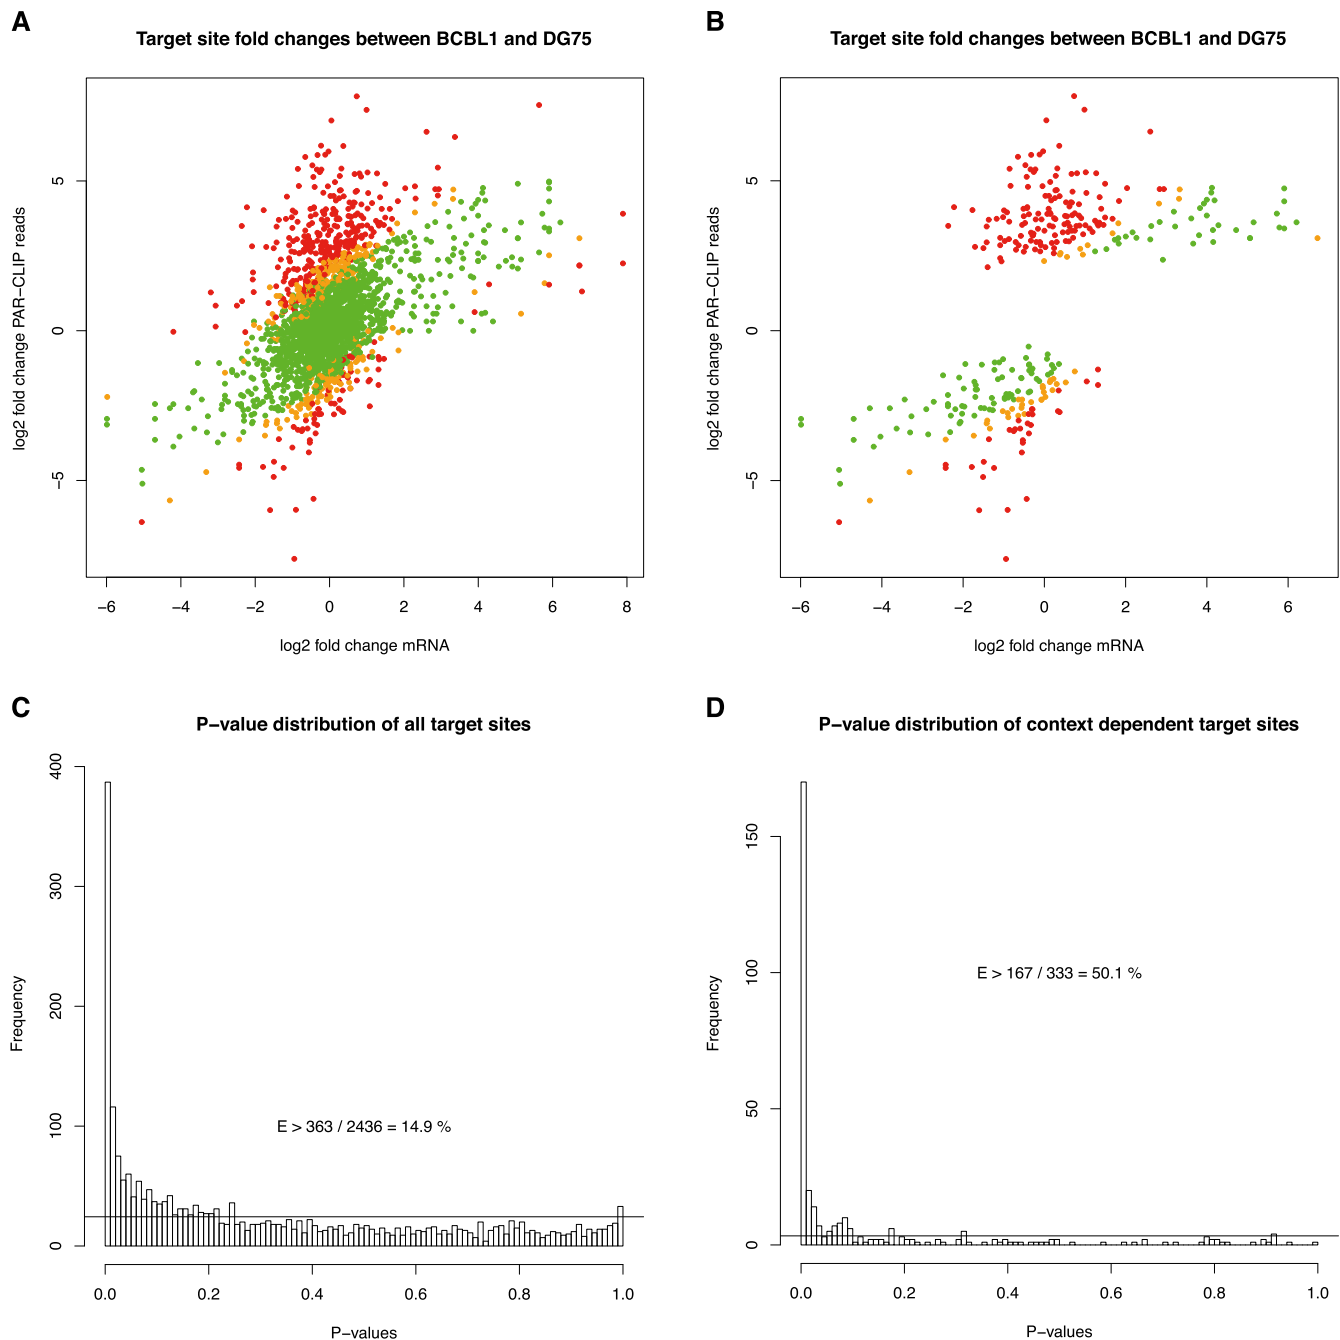 A
Target site fold changes between BCBL1 and DG75
log2 fold change PAR−CLIP reads
5
0
−5
−6 −4 −2 0 2 4 6 8
log2 fold change mRNA
B
Target site fold changes between BCBL1 and DG75
log2 fold change PAR−CLIP reads
5
0
−5
−6 −4 −2 0 2 4 6
log2 fold change mRNA
C
P−value distribution of all target sites
Frequency
400
300
200
100
0
E > 363 / 2436 = 14.9 %
0.0 0.2 0.4 0.6 0.8 1.0
P−values
D
P−value distribution of context dependent target sites
Frequency
150
100
50
0
E > 167 / 333 = 50.1 %
0.0 0.2 0.4 0.6 0.8 1.0
P−values